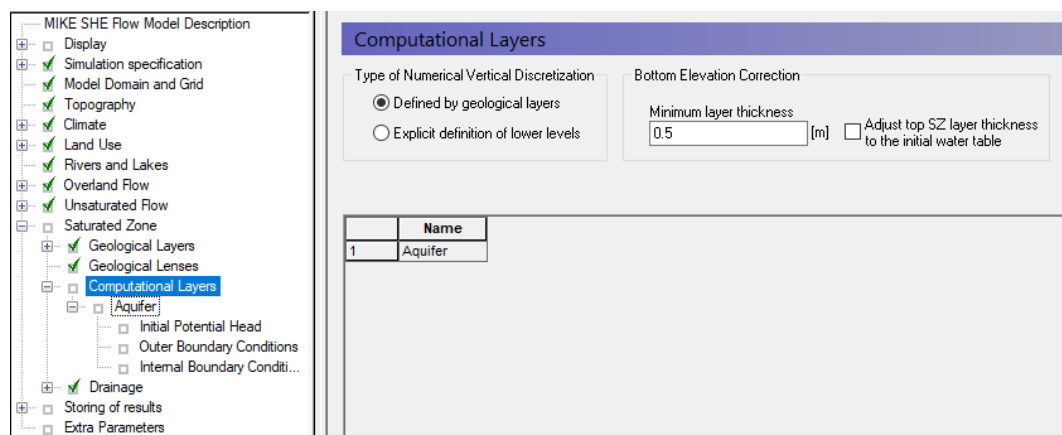 MIKE SHE Flow Model Description
Display
Simulation specification
Model Domain and Grid
Topography
Climate
Land Use
Rivers and Lakes
Overland Flow
Unsaturated Flow
Saturated Zone
Geological Layers
Geological Lenses
Computational Layers
Aquifer
Initial Potential Head
Outer Boundary Conditions
Internal Boundary Conditi...
Drainage
Storing of results
Extra Parameters
Computational Layers
Type of Numerical Vertical Discretization
Defined by geological layers
Explicit definition of lower levels
Bottom Elevation Correction
Minimum layer thickness
0.5 [m]
Adjust top SZ layer thickness
to the initial water table
Name
1 Aquifer